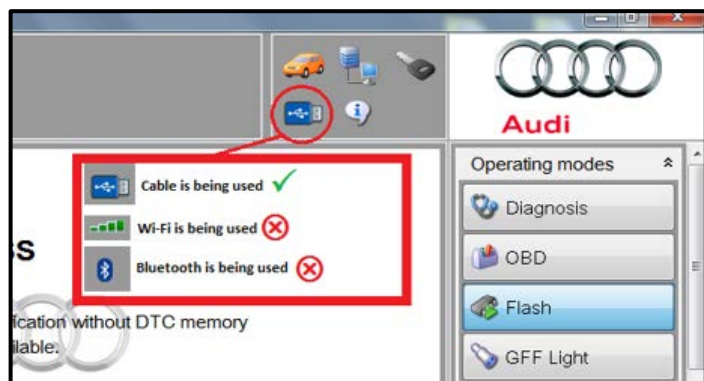 Audi
Operating modes
Diagnosis
OBD
Flash
GFF Light
Cable is being used
Wi-Fi is being used
Bluetooth is being used
ss
ication without DTC memory
ilable.